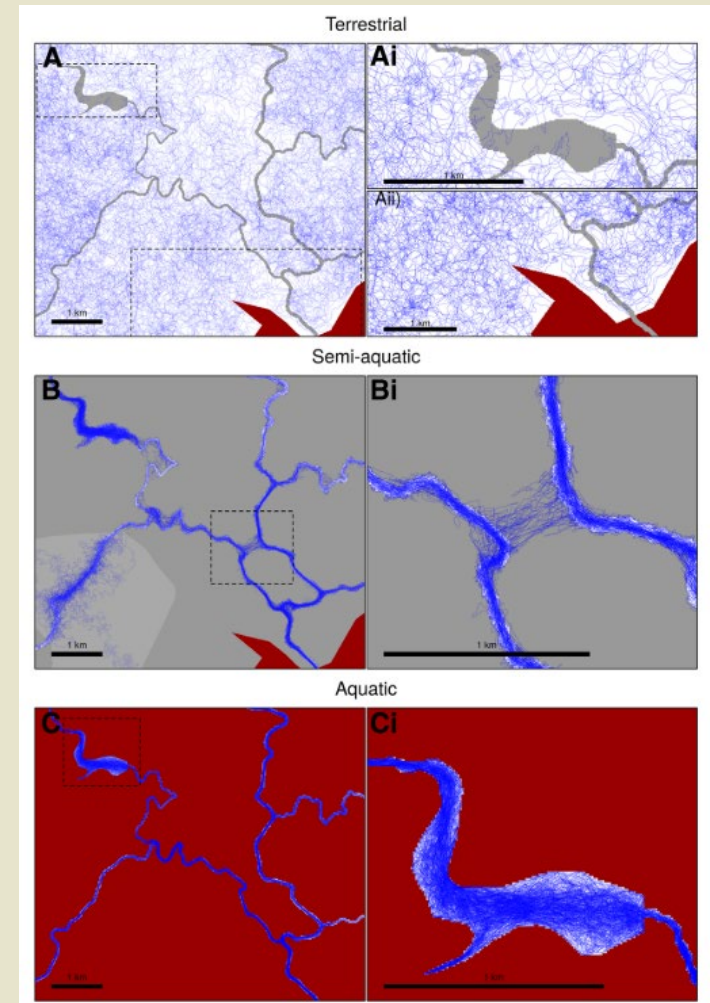 Terrestrial
A
Ai
1 km
Aii)
1 km
1 km
Semi-aquatic
B
Bi
1 km
1 km
Aquatic
C
Ci
1 km
1 km